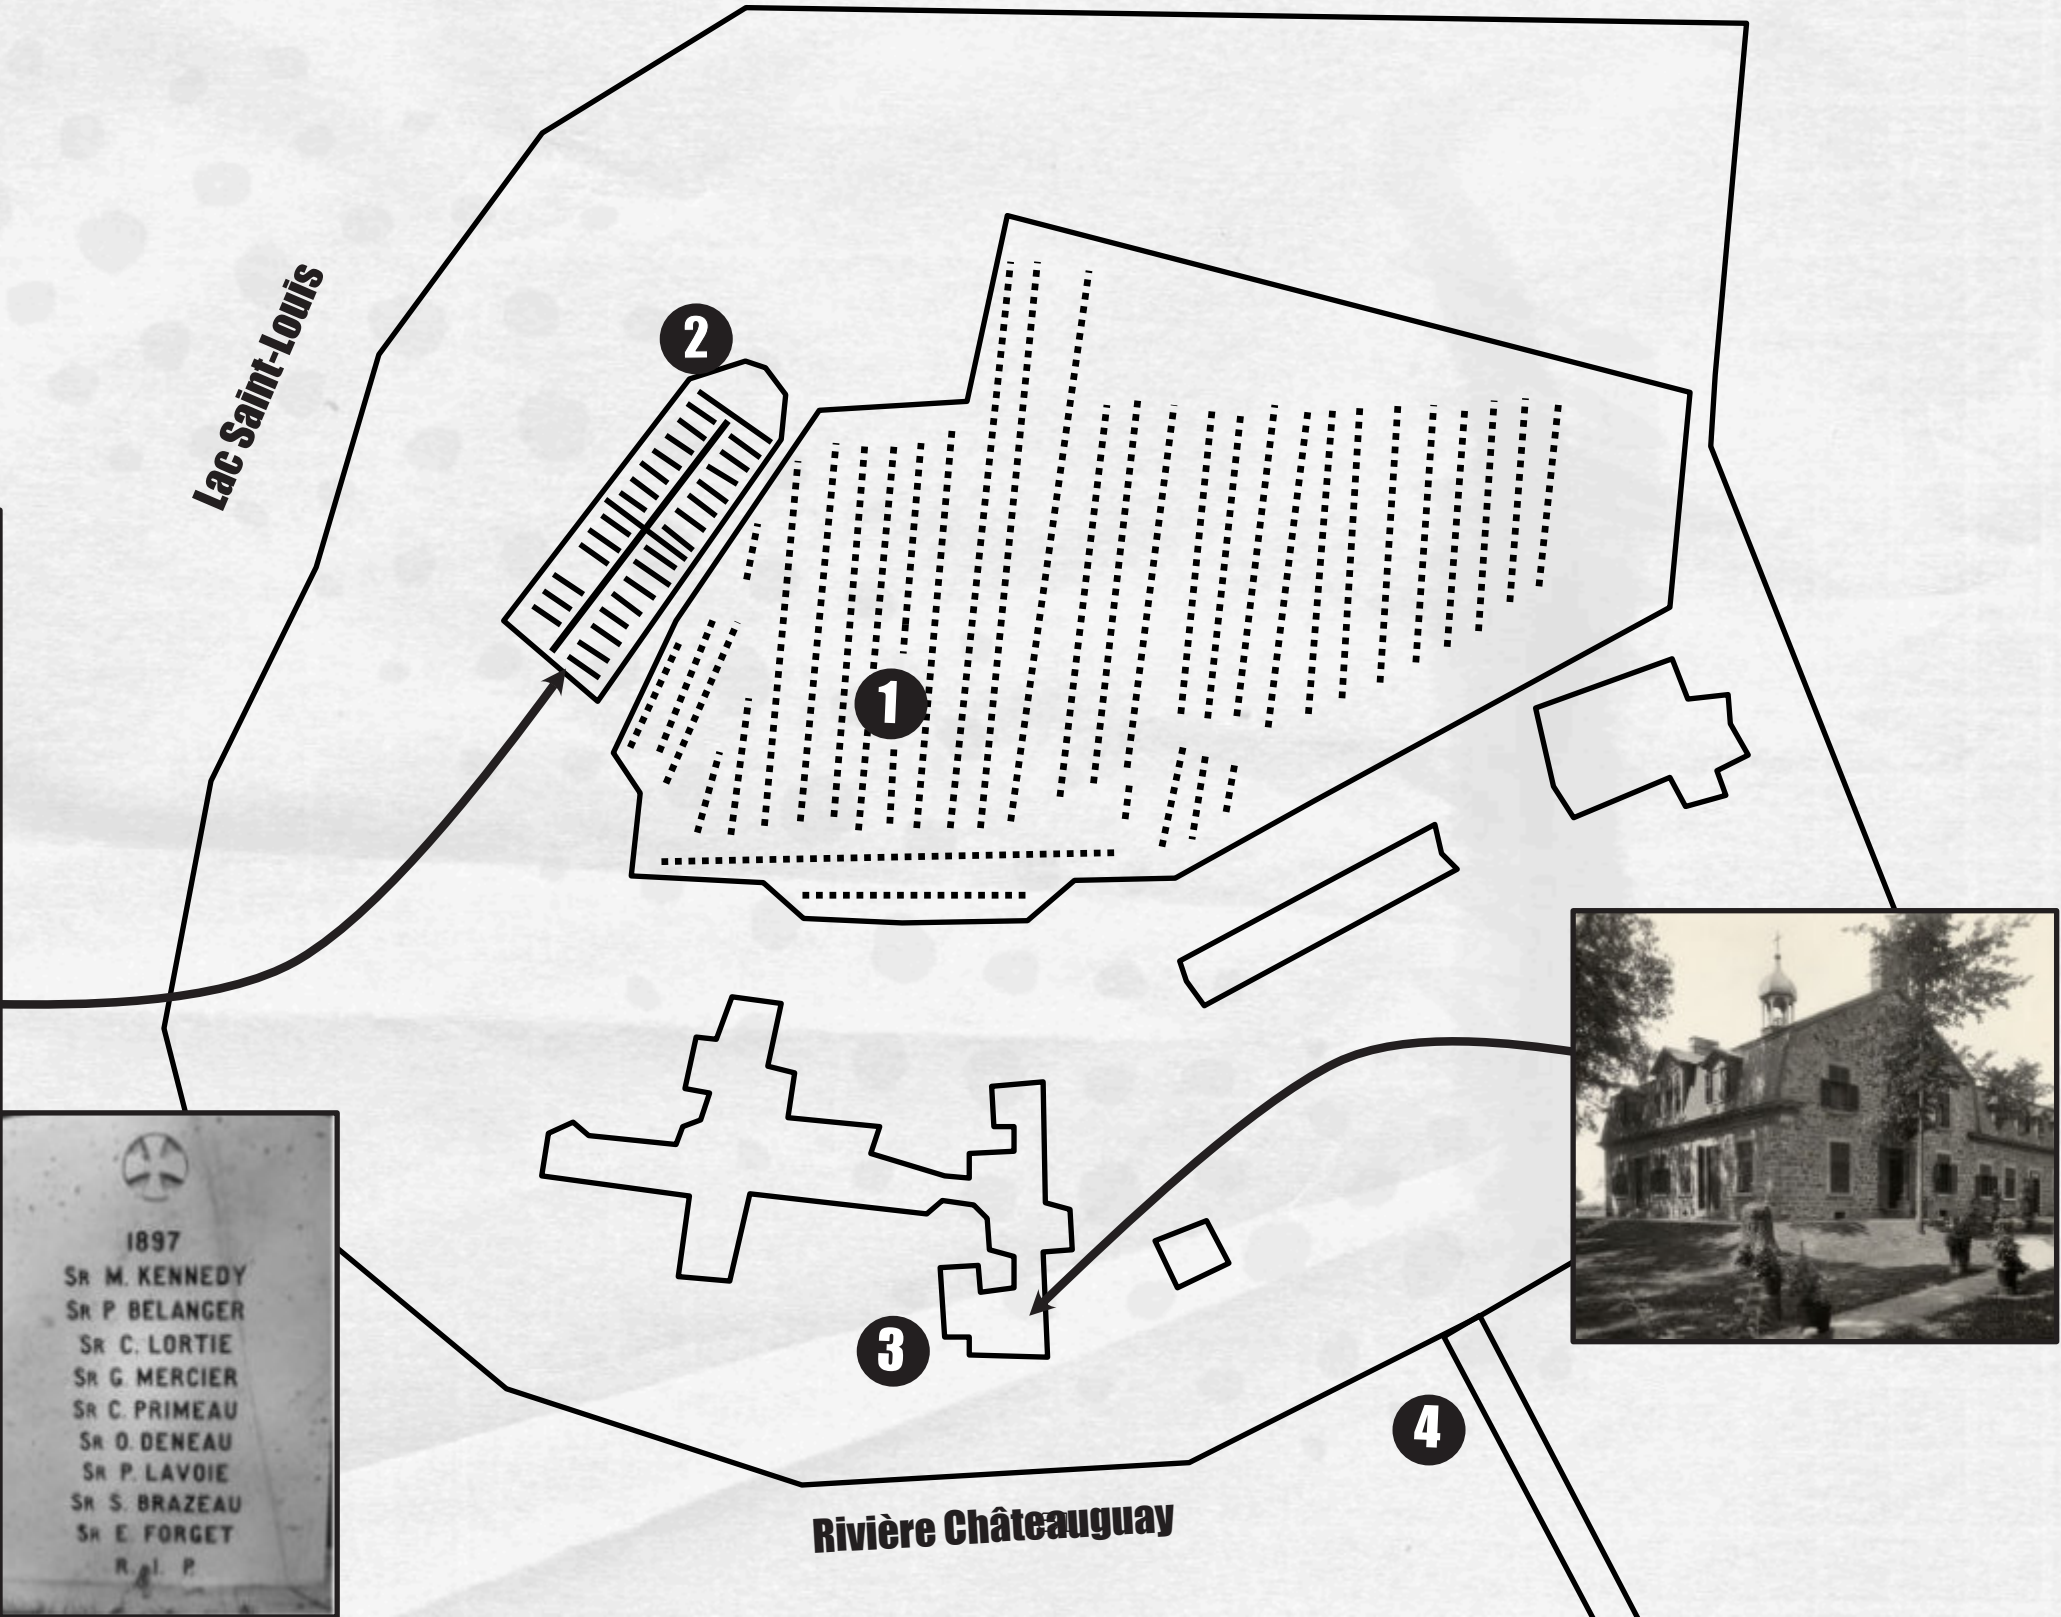 2
Lac Saint-Louis
1
1897
SR M. KENNEDY
SR P. BELANGER
SR C. LORTIE
SR G. MERCIER
SR C. PRIMEAU
SR O. DENEAU
SR P. LAVOIE
SR S. BRAZEAU
SR E. FORGET
R. I. P.
3
4
Rivière Châteauguay